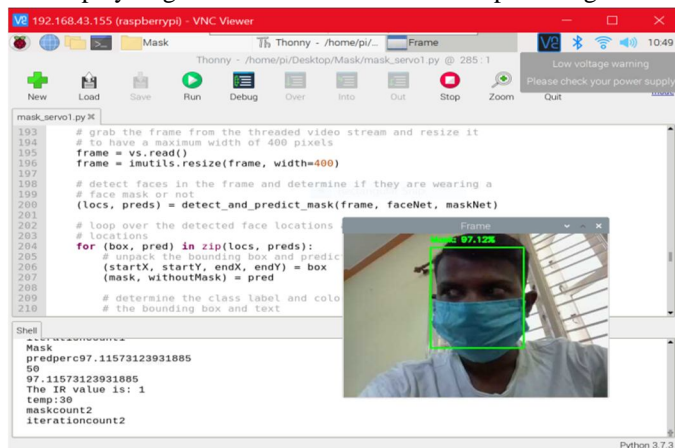 192.168.43.155 (raspberrypi) - VNC Viewer
Mask
Thonny - /home/pi/...
Frame
10:49
Thonny - /home/pi/Desktop/Mask/mask_servo1.py @ 285 : 1
Low voltage warning
Please check your power supply
New Load Save Run Debug Over Into Out Stop Zoom Quit
mask_servo1.py
193 # grab the frame from the threaded video stream and resize it
194 # to have a maximum width of 400 pixels
195 frame = vs.read()
196 frame = imutils.resize(frame, width=400)
197
198 # detect faces in the frame and determine if they are wearing a
199 # face mask or not
200 (locs, preds) = detect_and_predict_mask(frame, faceNet, maskNet)
201
202 # loop over the detected face locations
203 # locations
204 for (box, pred) in zip(locs, preds):
205 # unpack the bounding box and predic
206 (startX, startY, endX, endY) = box
207 (mask, withoutMask) = pred
208
209 # determine the class label and colo
210 # the bounding box and text
Frame
Mask: 97.12%
Shell
iterationcount1
Mask
predperc97.11573123931885
50
97.11573123931885
The IR value is: 1
temp:30
maskcount2
iterationcount2
Python 3.7.3